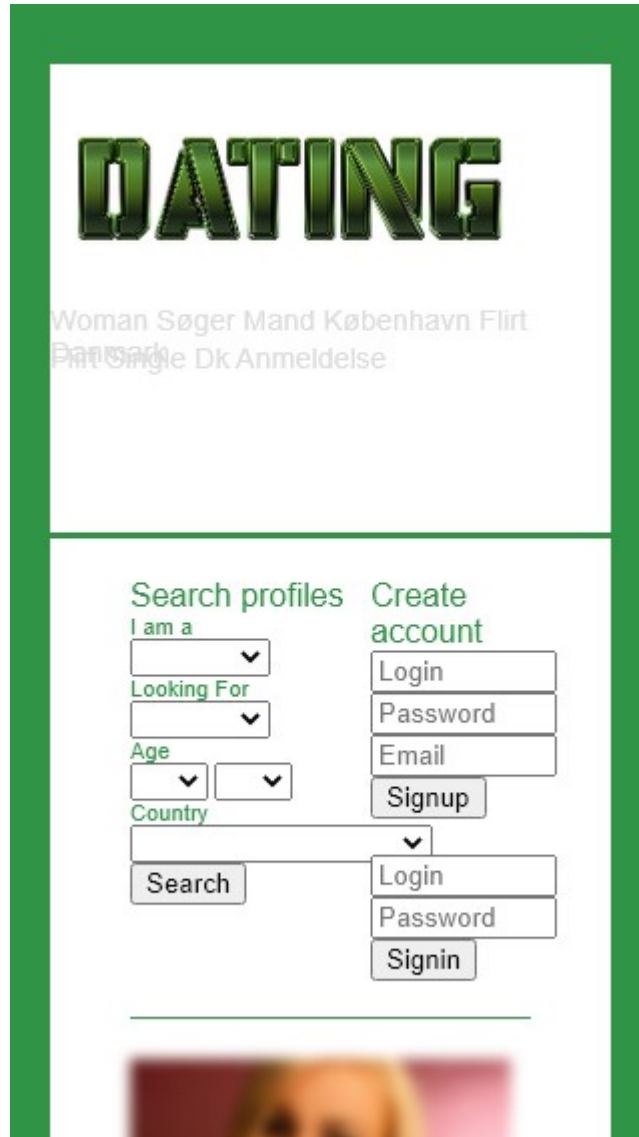 DATING
Woman Søger Mand København Flirt
Danmark
Flirt Single Dk Anmeldelse
Search profiles
I am a
Looking For
Age
Country
Search
Create
account
Login
Password
Email
Signup
Login
Password
Signin